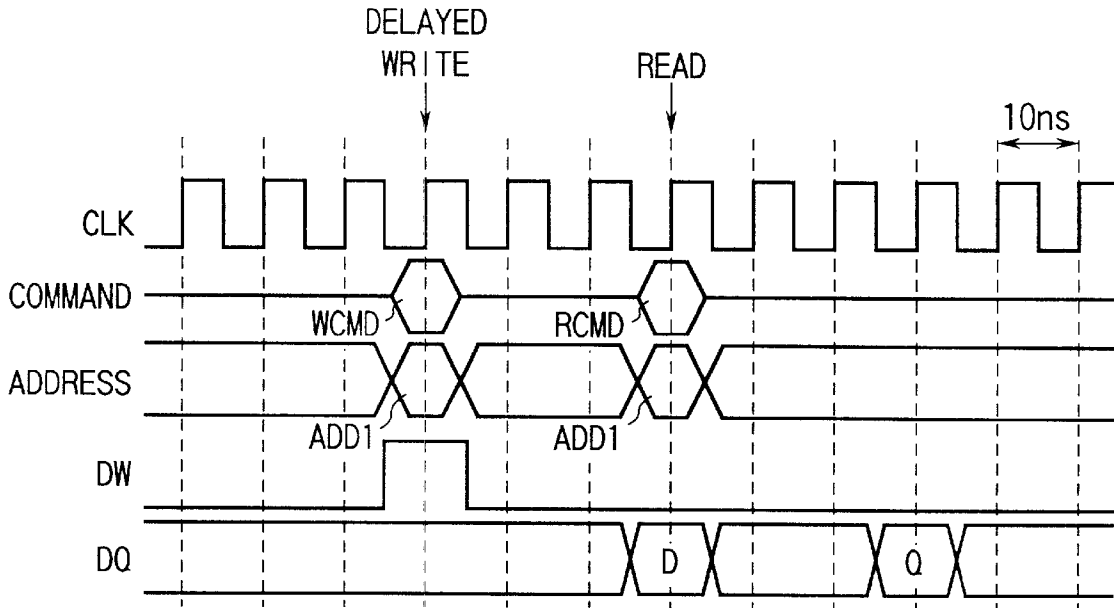 DELAYED
WRITE
READ
10ns
CLK
COMMAND
WCMD
RCMD
ADDRESS
ADD1
ADD1
DW
DQ
D
Q